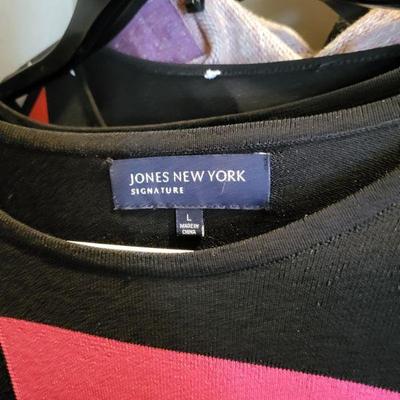 JONES NEW YORK
SIGNATURE
L
MADE IN
CHINA